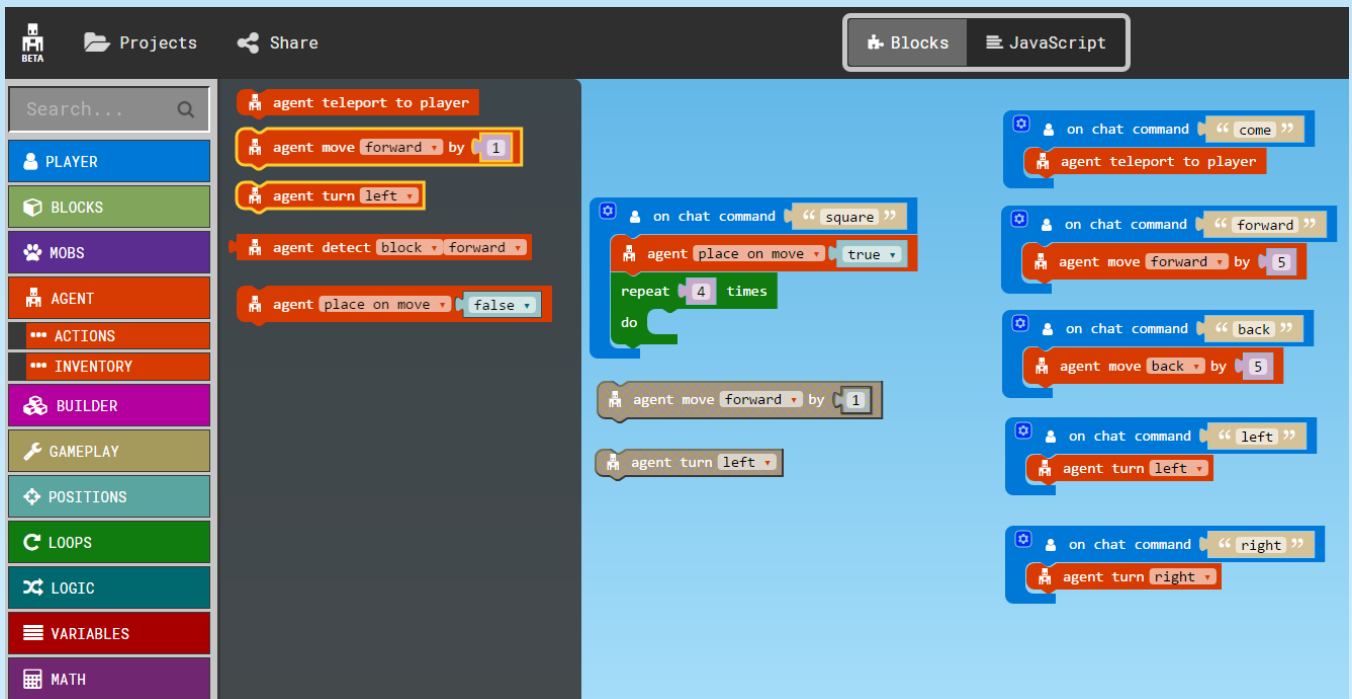 BETA
Projects
Share
Blocks
JavaScript
Search...
PLAYER
BLOCKS
MOBS
AGENT
ACTIONS
INVENTORY
BUILDER
GAMEPLAY
POSITIONS
LOOPS
LOGIC
VARIABLES
MATH
agent teleport to player
agent move forward by 1
agent turn left
agent detect block forward
agent place on move false
on chat command “ square ”
agent place on move true
repeat 4 times
do
agent move forward by 1
agent turn left
on chat command “ come ”
agent teleport to player
on chat command “ forward ”
agent move forward by 5
on chat command “ back ”
agent move back by 5
on chat command “ left ”
agent turn left
on chat command “ right ”
agent turn right